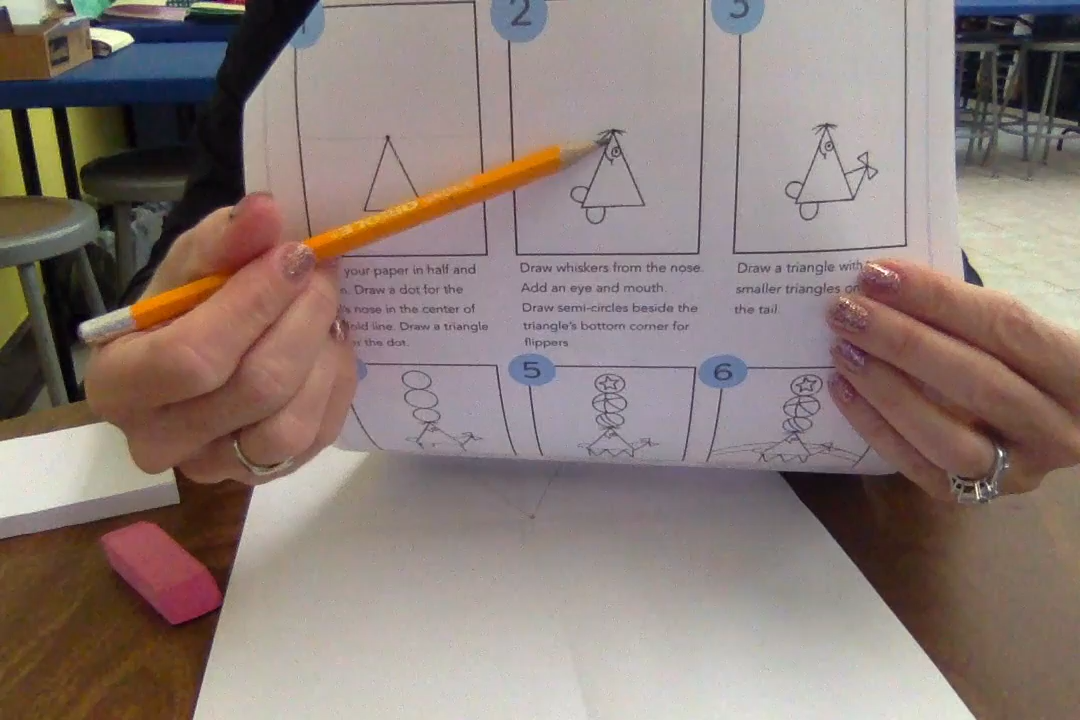 2
3
your paper in half and
Draw a dot for the
nose in the center of
line. Draw a triangle
the dot.
Draw whiskers from the nose.
Add an eye and mouth.
Draw semi-circles beside the
triangle's bottom corner for
flippers
Draw a triangle with
smaller triangles on
the tail
5
6